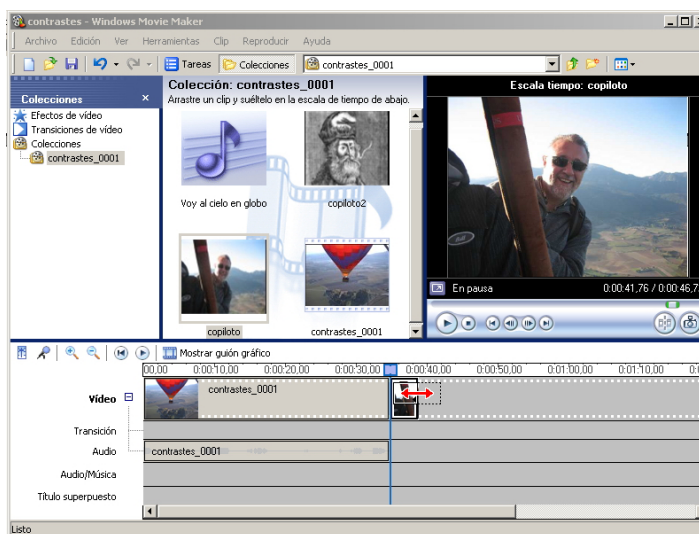 contrastes - Windows Movie Maker
Archivo Edición Ver Herramientas Clip Reproducir Ayuda
Tareas Colecciones contrastes_0001
Colecciones
Efectos de vídeo
Transiciones de vídeo
Colecciones
contrastes_0001
Colección: contrastes_0001
Arrastre un clip y suéltelo en la escala de tiempo de abajo.
Voy al cielo en globo
copiloto2
copiloto
contrastes_0001
Escala tiempo: copiloto
En pausa
0:00:41,76 / 0:00:46,7
Mostrar guión gráfico
00,00 0:00:10,00 0:00:20,00 0:00:30,00 0:00:40,00 0:00:50,00 0:01:00,00 0:01:10,00
Vídeo
contrastes_0001
Transición
Audio
contrastes_0001
Audio/Música
Título superpuesto
Listo